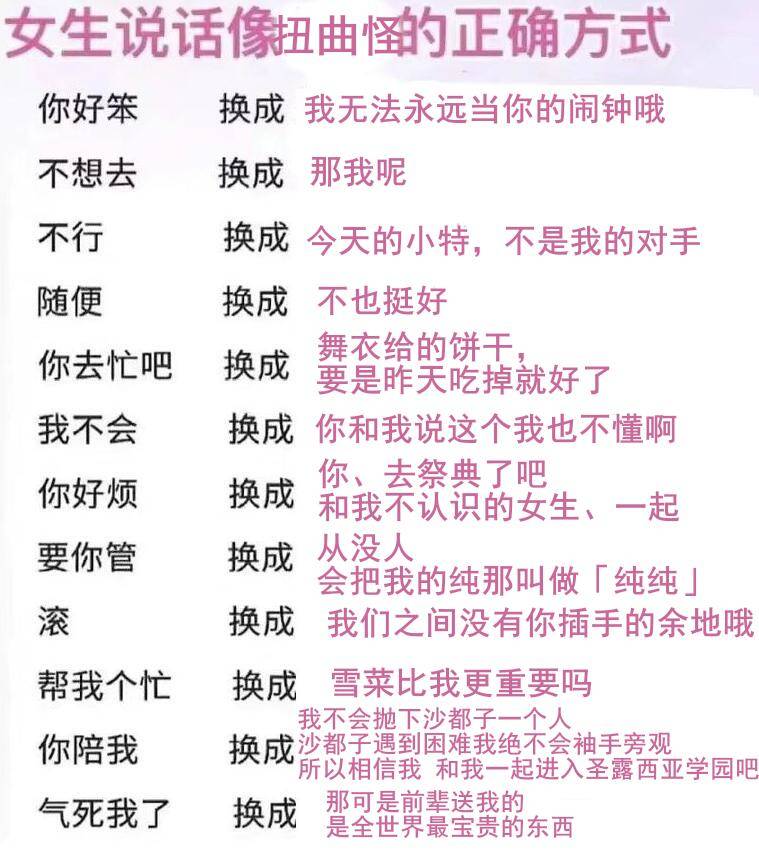 女生说话像扭曲怪的正确方式
你好笨 换成 我无法永远当你的闹钟哦
不想去 换成 那我呢
不行 换成 今天的小特，不是我的对手
随便 换成 不也挺好
你去忙吧 换成 舞衣给的饼干，
要是昨天吃掉就好了
我不会 换成 你和我说这个我也不懂啊
你好烦 换成 你、去祭典了吧
和我不认识的女生、一起
要你管 换成 从没人
会把我的纯那叫做「纯纯」
滚 换成 我们之间没有你插手的余地哦
帮我个忙 换成 雪菜比我更重要吗
你陪我 换成 我不会抛下沙都子一个人
沙都子遇到困难我绝不会袖手旁观
所以相信我 和我一起进入圣露西亚学园吧
气死我了 换成 那可是前辈送我的
是全世界最宝贵的东西